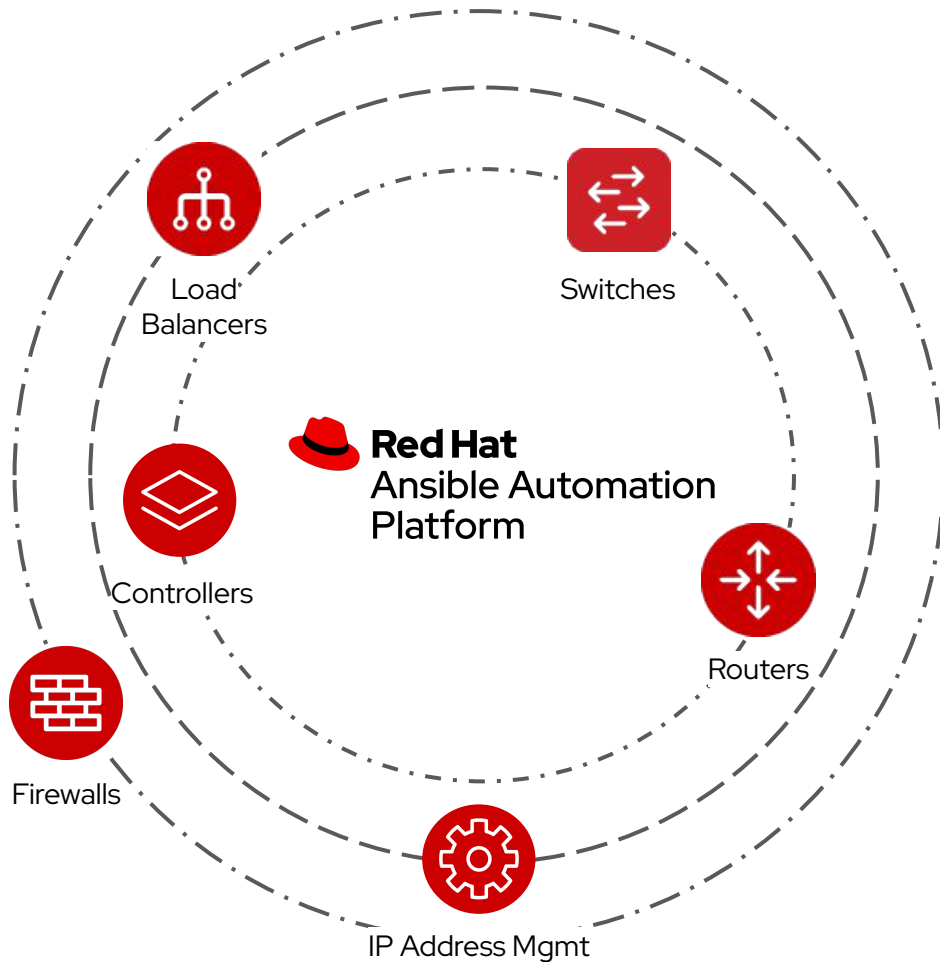 Load
Balancers
Switches
Red Hat
Ansible Automation
Platform
Controllers
Routers
Firewalls
IP Address Mgmt